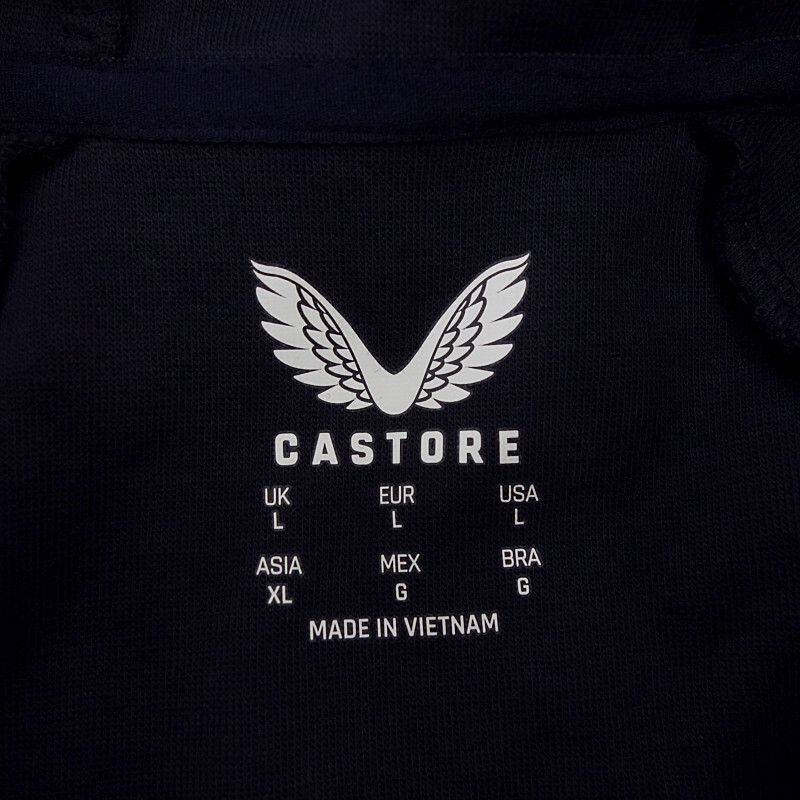 CASTORE
UK EUR USA
L L L
ASIA MEX BRA
XL G G
MADE IN VIETNAM